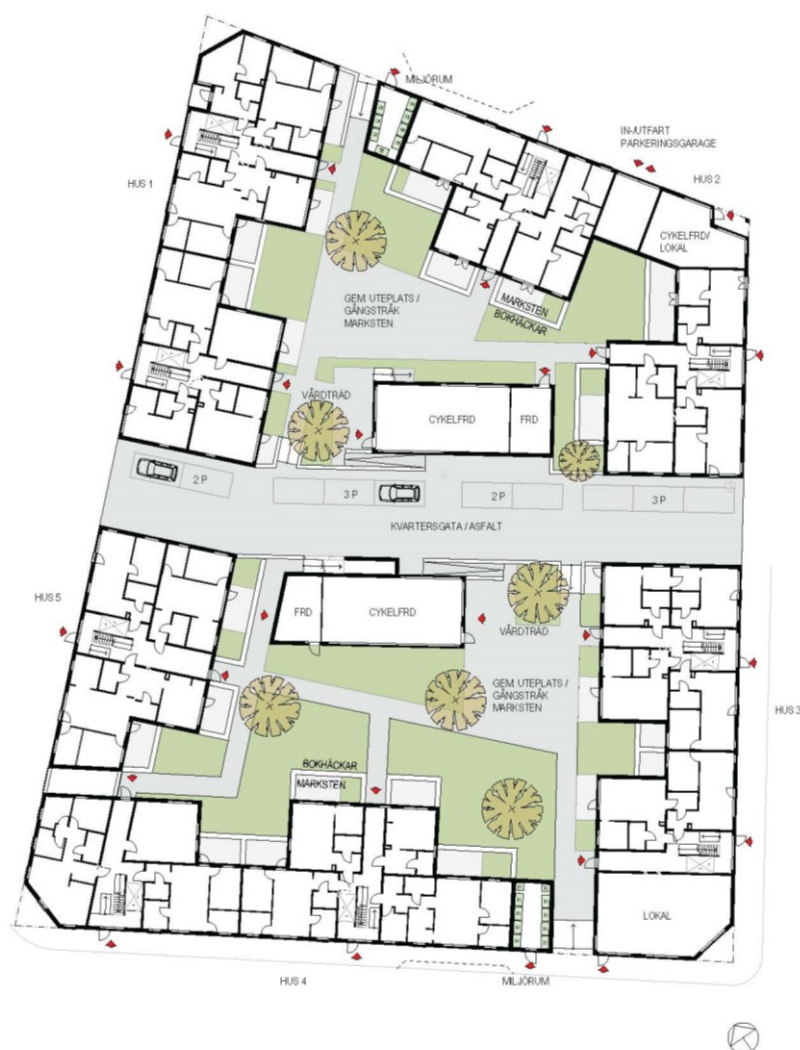 MILJÖRUM
IN-/UTFART
PARKERINGSGARAGE
HUS 1
HUS 2
CYKELFRD/
LOKAL
GEM. UTEPLATS /
GÅNGSTRÅK
MARKSTEN
MARKSTEN
BOKHÄCKAR
VÅRDTRÄD
CYKELFRD
FRD
2 P
3 P
2 P
3 P
KVARTERSGATA / ASFALT
HUS 5
FRD
CYKELFRD
VÅRDTRÄD
GEM. UTEPLATS /
GÅNGSTRÅK
MARKSTEN
HUS 3
BOKHÄCKAR
MARKSTEN
LOKAL
HUS 4
MILJÖRUM